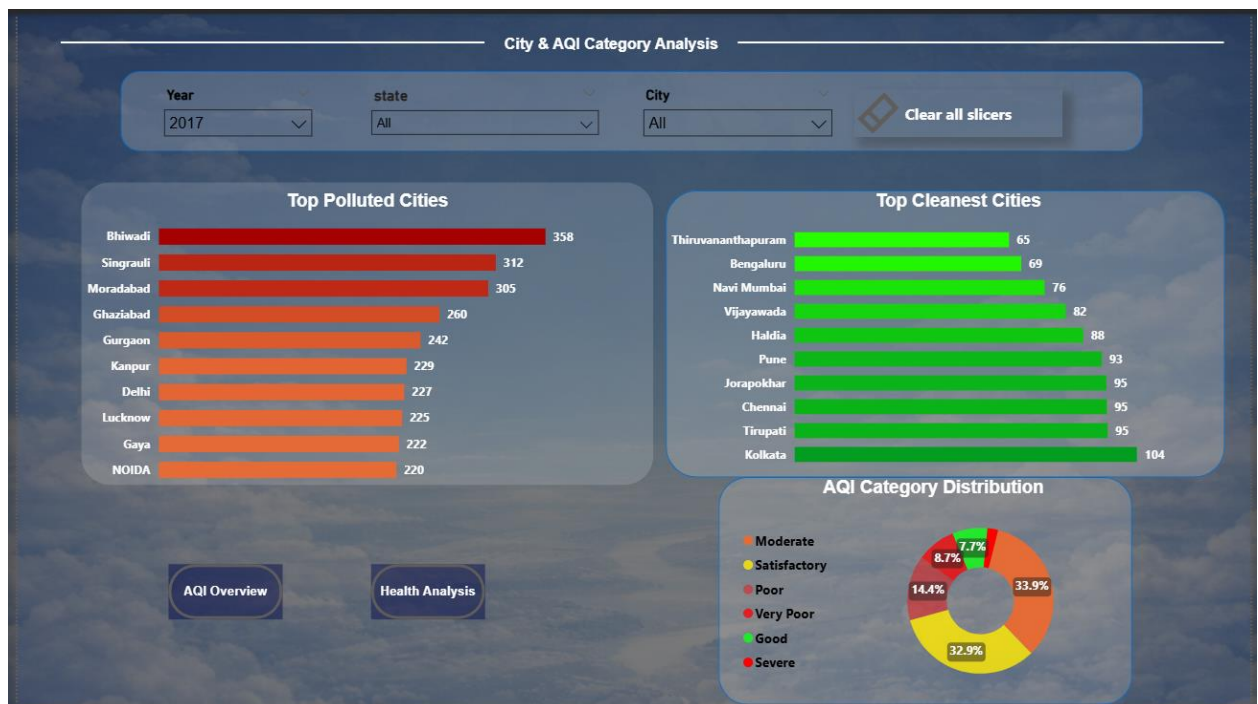 City & AQI Category Analysis
Year
2017
state
All
City
All
Clear all slicers
Top Polluted Cities
Bhiwadi 358
Singrauli 312
Moradabad 305
Ghaziabad 260
Gurgaon 242
Kanpur 229
Delhi 227
Lucknow 225
Gaya 222
NOIDA 220
Top Cleanest Cities
Thiruvananthapuram 65
Bengaluru 69
Navi Mumbai 76
Vijayawada 82
Haldia 88
Pune 93
Jorapokhar 95
Chennai 95
Tirupati 95
Kolkata 104
AQI Category Distribution
Moderate
Satisfactory
Poor
Very Poor
Good
Severe
7.7%
8.7%
14.4%
33.9%
32.9%
AQI Overview
Health Analysis